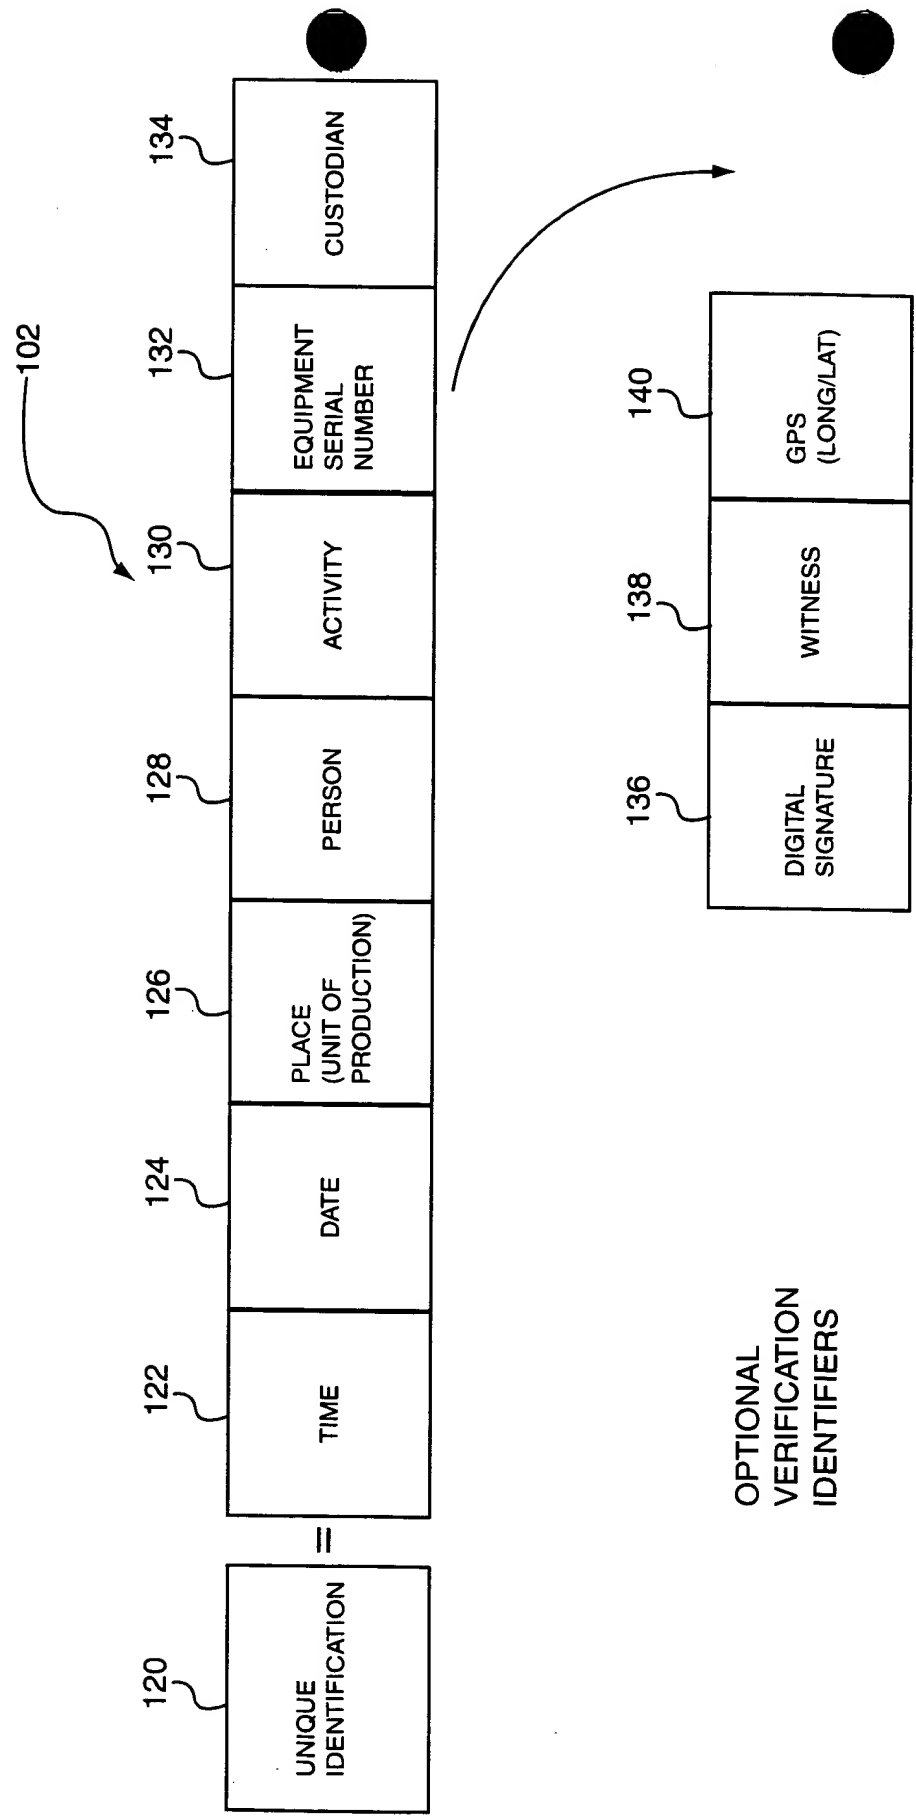 102
120
122
124
126
128
130
132
134
UNIQUE
IDENTIFICATION
=
TIME
DATE
PLACE
(UNIT OF
PRODUCTION)
PERSON
ACTIVITY
EQUIPMENT
SERIAL
NUMBER
CUSTODIAN
OPTIONAL
VERIFICATION
IDENTIFIERS
136
138
140
DIGITAL
SIGNATURE
WITNESS
GPS
(LONG/LAT)